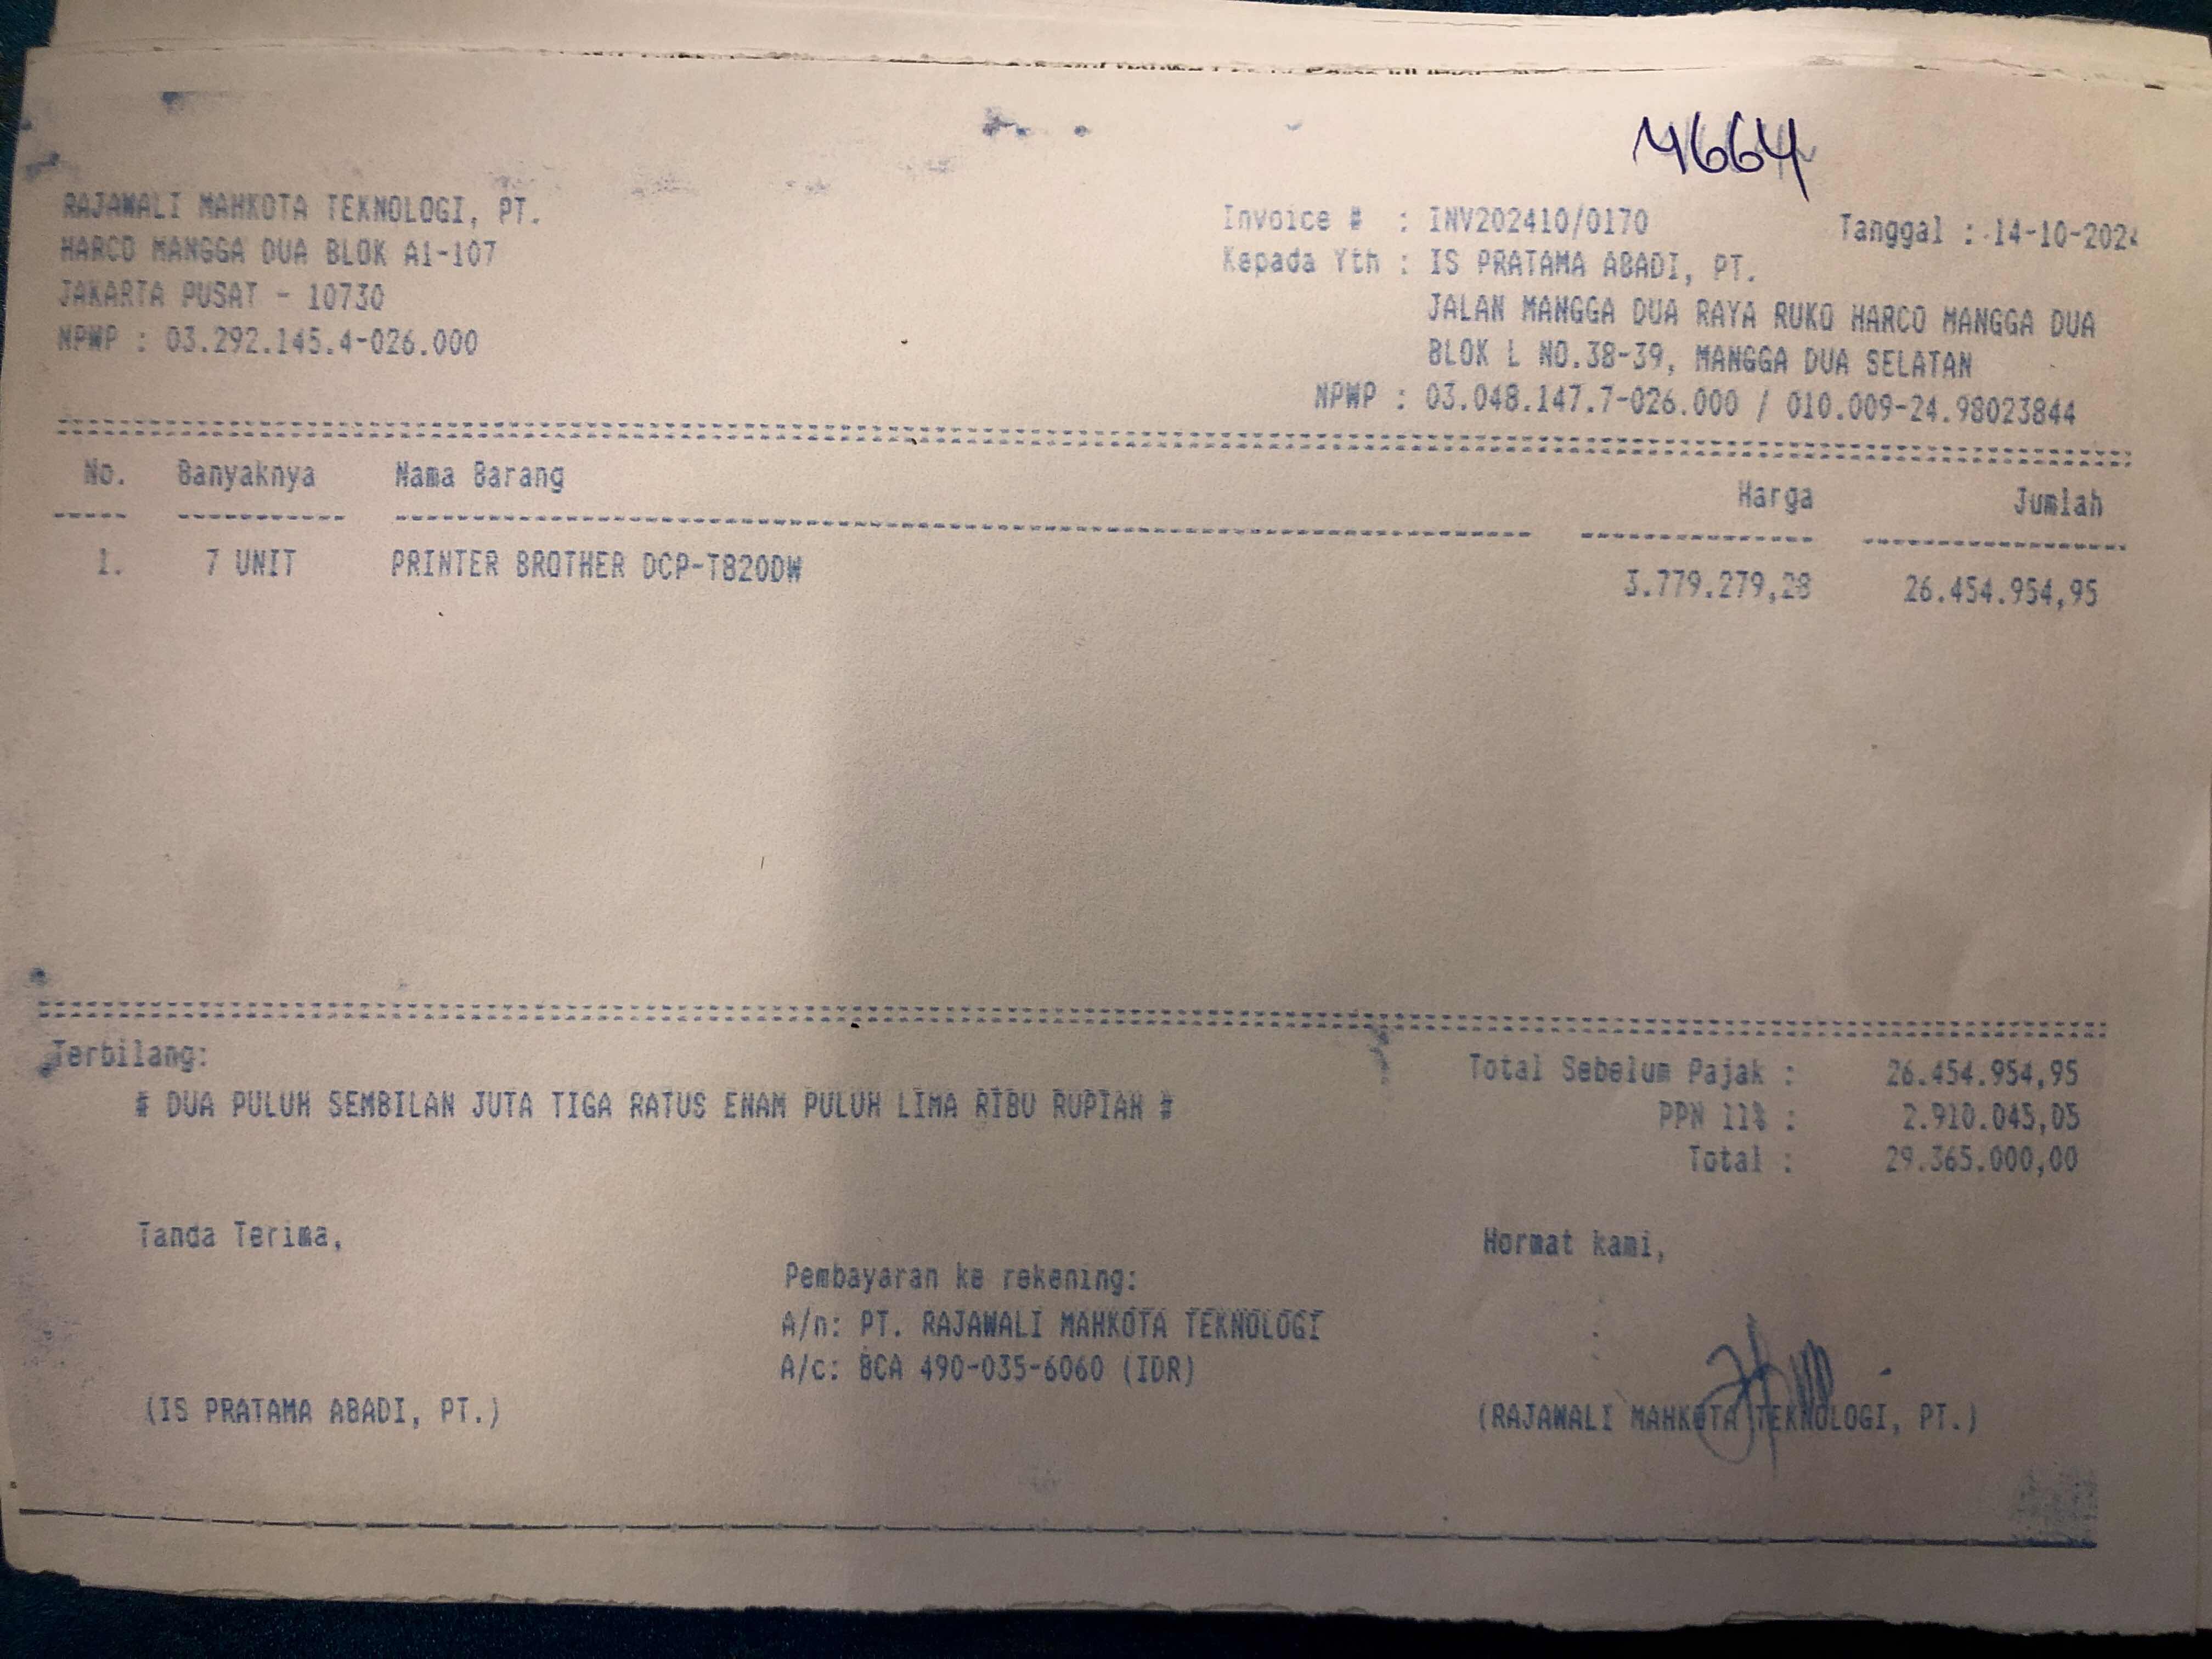 4664
RAJAWALI MAHKOTA TEKNOLOGI, PT.
HARCO MANGGA DUA BLOK A1-107
JAKARTA PUSAT - 10730
NPWP : 03.292.145.4-026.000
Invoice # : INV202410/0170 Tanggal : 14-10-2024
Kepada Yth : IS PRATAMA ABADI, PT.
JALAN MANGGA DUA RAYA RUKO HARCO MANGGA DUA
BLOK L NO.38-39, MANGGA DUA SELATAN
NPWP : 03.048.147.7-026.000 / 010.009-24.98023844
No. Banyaknya Nama Barang Harga Jumlah
1. 7 UNIT PRINTER BROTHER DCP-T820DW 3.779.279,28 26.454.954,95
Terbilang:
# DUA PULUH SEMBILAN JUTA TIGA RATUS ENAM PULUH LIMA RIBU RUPIAH #
Total Sebelum Pajak : 26.454.954,95
PPN 11% : 2.910.045,05
Total : 29.365.000,00
Tanda Terima,
(IS PRATAMA ABADI, PT.)
Pembayaran ke rekening:
A/n: PT. RAJAWALI MAHKOTA TEKNOLOGI
A/c: BCA 490-035-6060 (IDR)
Hormat kami,
(RAJAWALI MAHKOTA TEKNOLOGI, PT.)